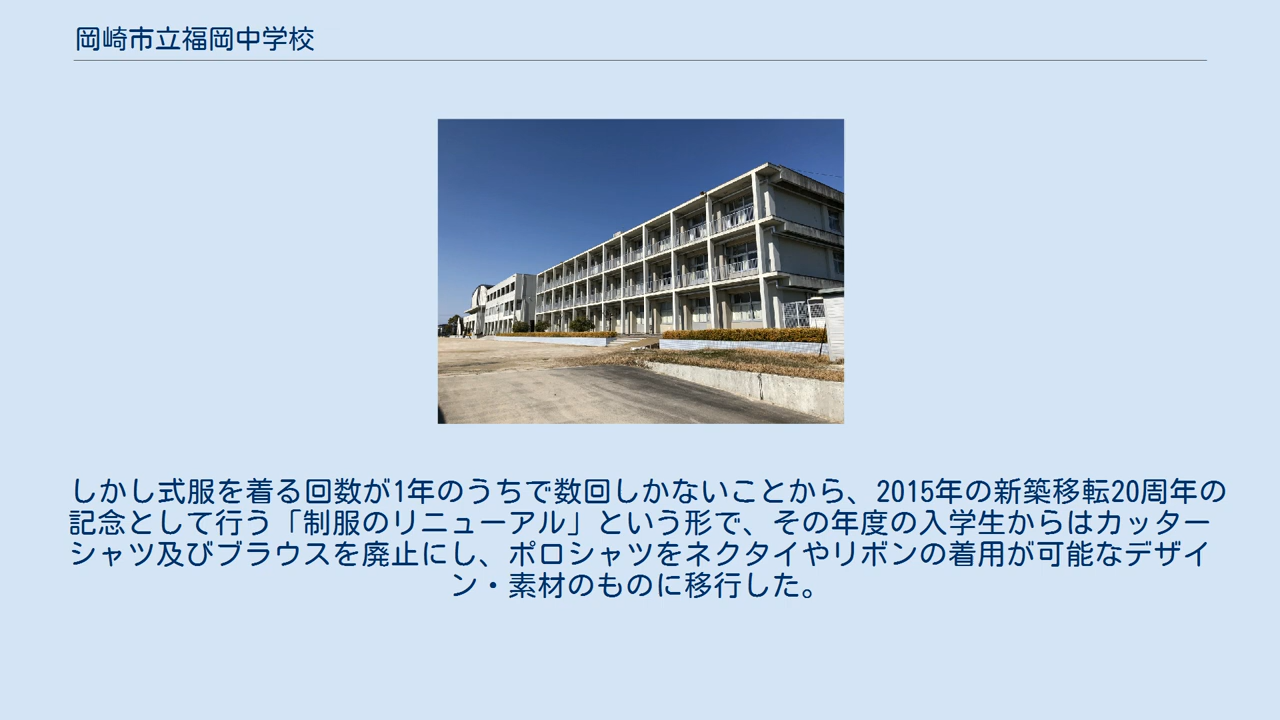 岡崎市立福岡中学校
しかし式服を着る回数が1年のうちで数回しかないことから、2015年の新築移転20周年の
記念として行う「制服のリニューアル」という形で、その年度の入学生からはカッター
シャツ及びブラウスを廃止にし、ポロシャツをネクタイやリボンの着用が可能なデザイ
ン・素材のものに移行した。